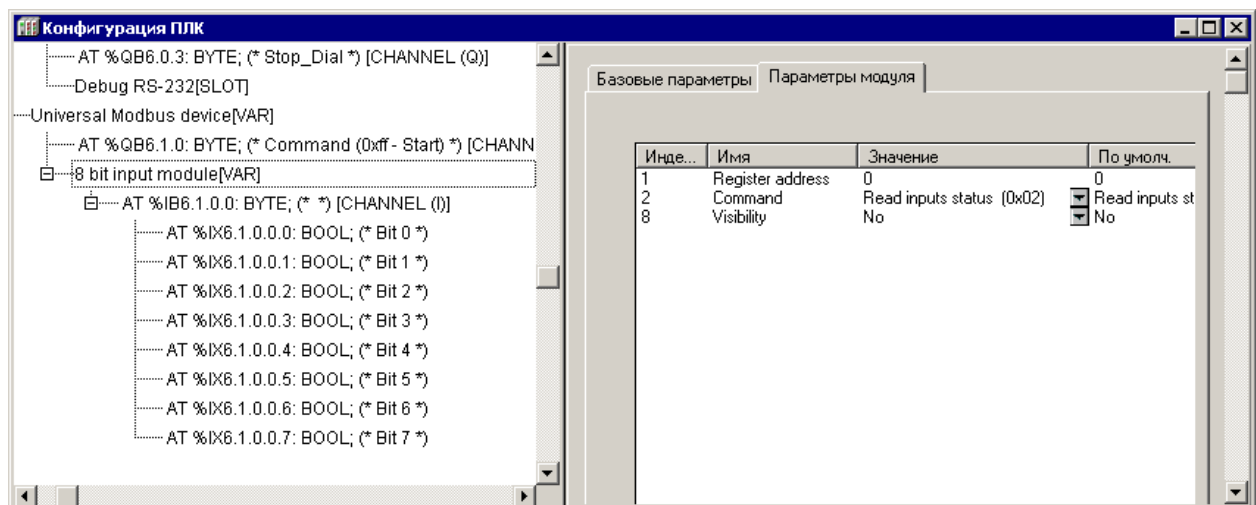 Конфигурация ПЛК
AT %QB6.0.3: BYTE; (* Stop_Dial *) [CHANNEL (Q)]
Debug RS-232[SLOT]
Universal Modbus device[VAR]
AT %QB6.1.0: BYTE; (* Command (0xff - Start) *) [CHANN
8 bit input module[VAR]
AT %IB6.1.0.0: BYTE; (* *) [CHANNEL (I)]
AT %IX6.1.0.0.0: BOOL; (* Bit 0 *)
AT %IX6.1.0.0.1: BOOL; (* Bit 1 *)
AT %IX6.1.0.0.2: BOOL; (* Bit 2 *)
AT %IX6.1.0.0.3: BOOL; (* Bit 3 *)
AT %IX6.1.0.0.4: BOOL; (* Bit 4 *)
AT %IX6.1.0.0.5: BOOL; (* Bit 5 *)
AT %IX6.1.0.0.6: BOOL; (* Bit 6 *)
AT %IX6.1.0.0.7: BOOL; (* Bit 7 *)
Базовые параметры Параметры модуля
Инде... Имя Значение По умолч.
1 Register address 0 0
2 Command Read inputs status (0x02) Read inputs st
8 Visibility No No